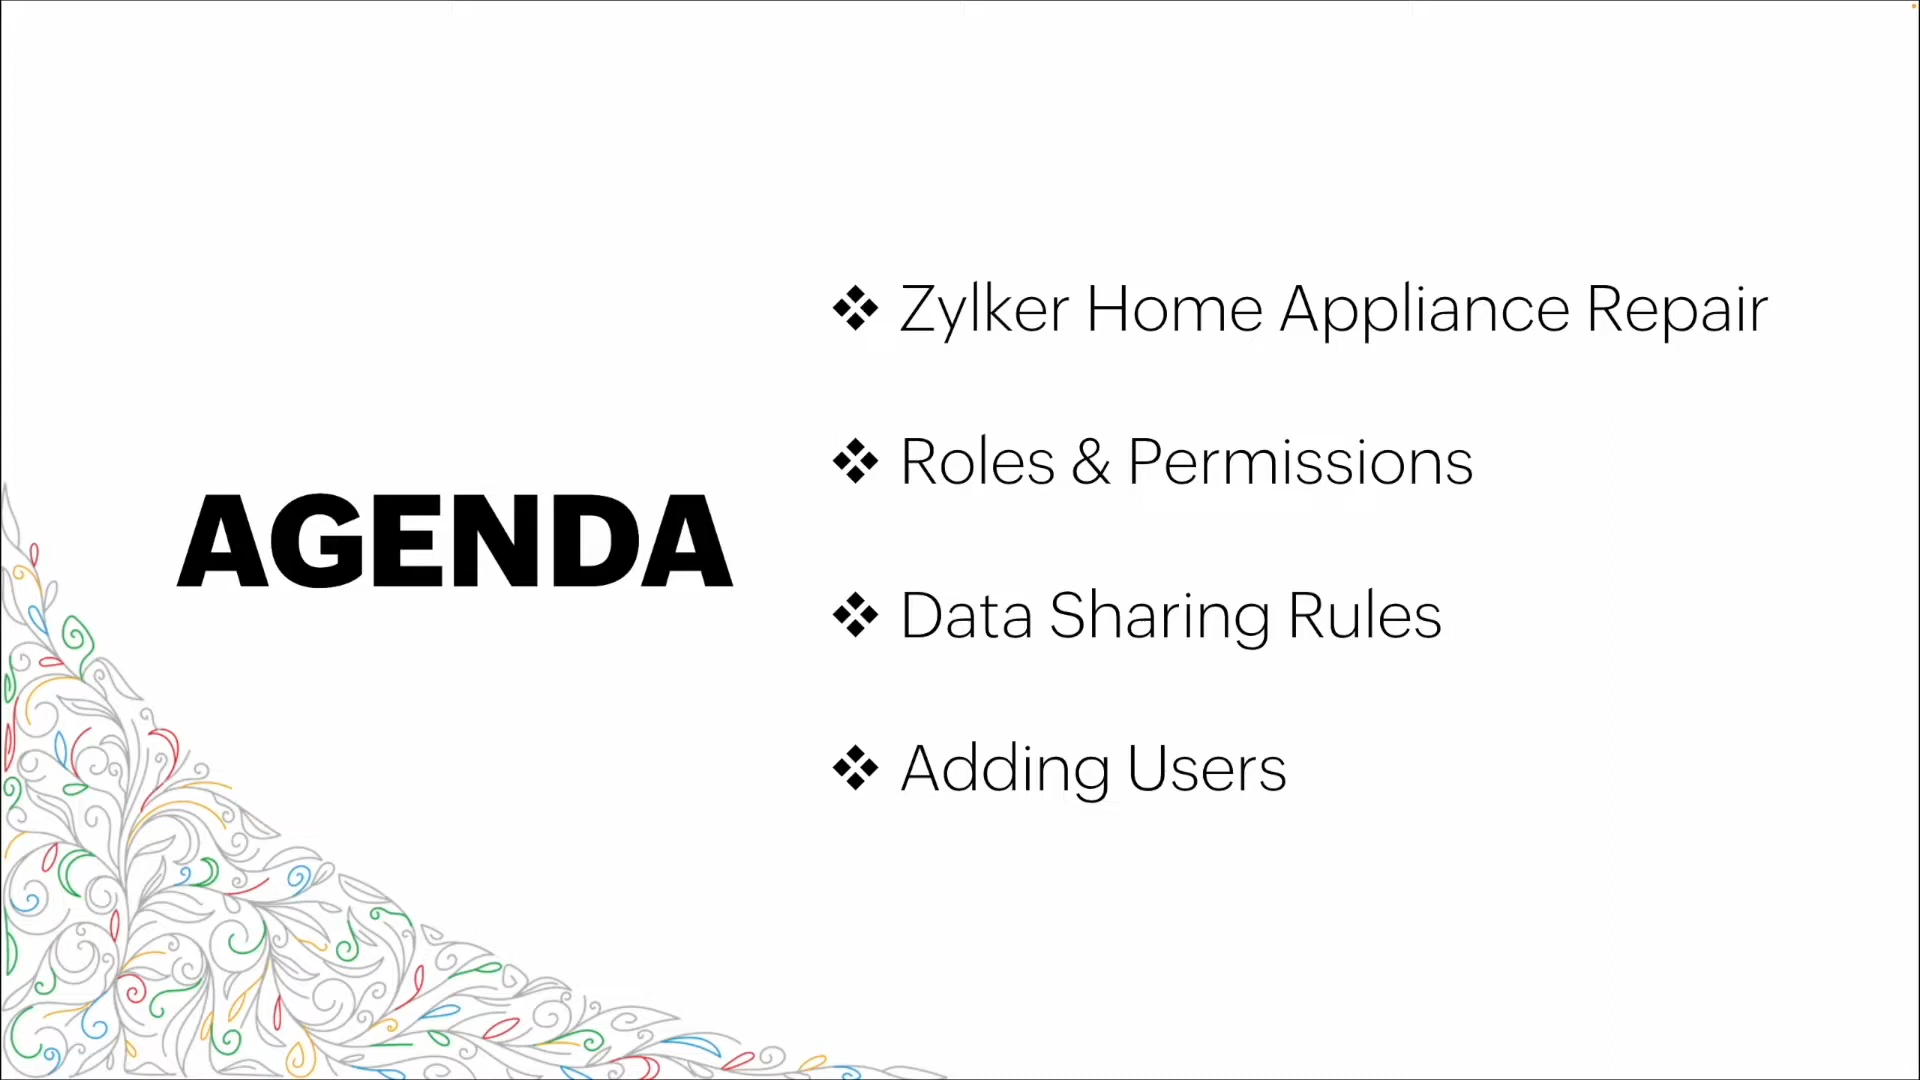 AGENDA
❖ Zylker Home Appliance Repair
❖ Roles & Permissions
❖ Data Sharing Rules
❖ Adding Users